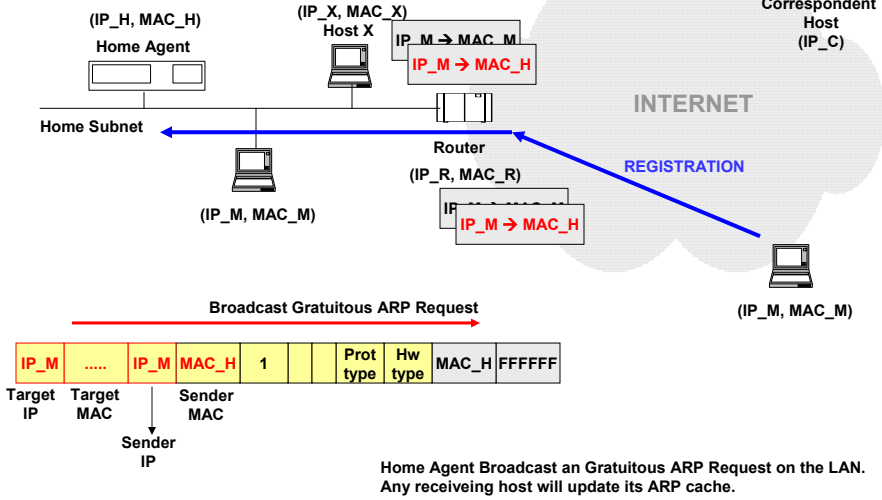 (IP_H, MAC_H)
Home Agent
(IP_X, MAC_X)
Host X
IP_M → MAC_M
IP_M → MAC_H
Correspondent
Host
(IP_C)
INTERNET
Home Subnet
Router
(IP_R, MAC_R)
REGISTRATION
(IP_M, MAC_M)
IP_M → MAC_H
(IP_M, MAC_M)
Broadcast Gratuitous ARP Request
IP_M ..... IP_M MAC_H 1 Prot type Hw type MAC_H FFFFFF
Target IP
Target MAC
Sender MAC
Sender IP
Home Agent Broadcast an Gratuitous ARP Request on the LAN.
Any receiveing host will update its ARP cache.